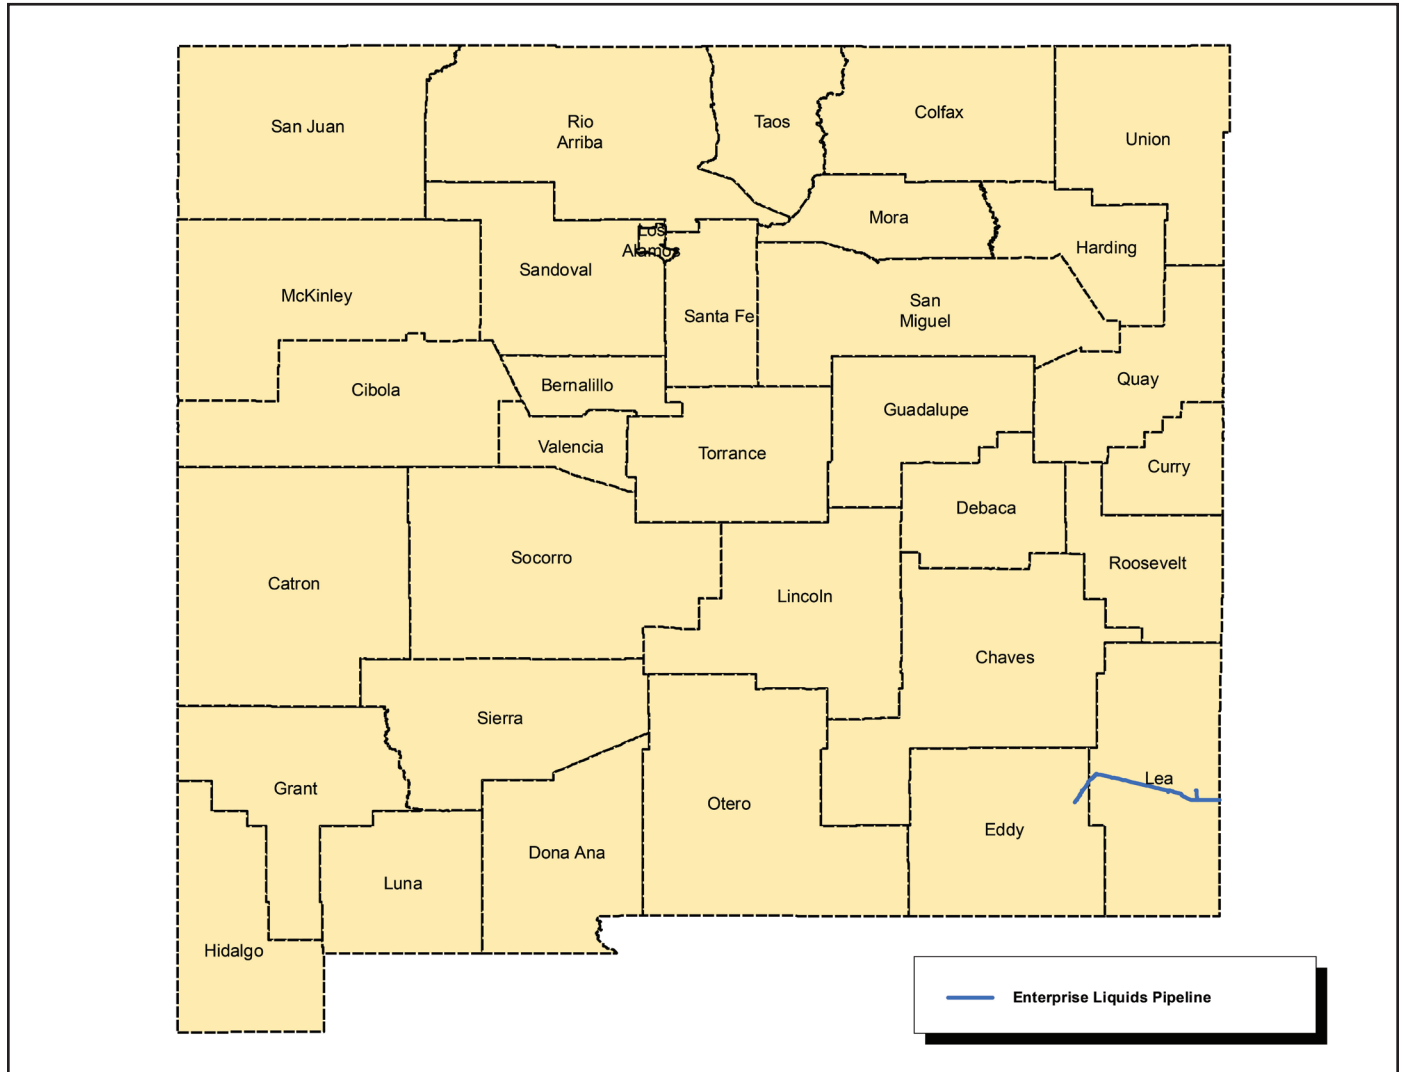 San Juan
Rio
Arriba
Taos
Colfax
Union
Mora
Los
Alamos
Harding
Sandoval
McKinley
Santa Fe
San
Miguel
Quay
Bernalillo
Cibola
Guadalupe
Valencia
Torrance
Curry
Debaca
Socorro
Roosevelt
Catron
Lincoln
Chaves
Sierra
Lea
Grant
Otero
Eddy
Dona Ana
Luna
Hidalgo
Enterprise Liquids Pipeline